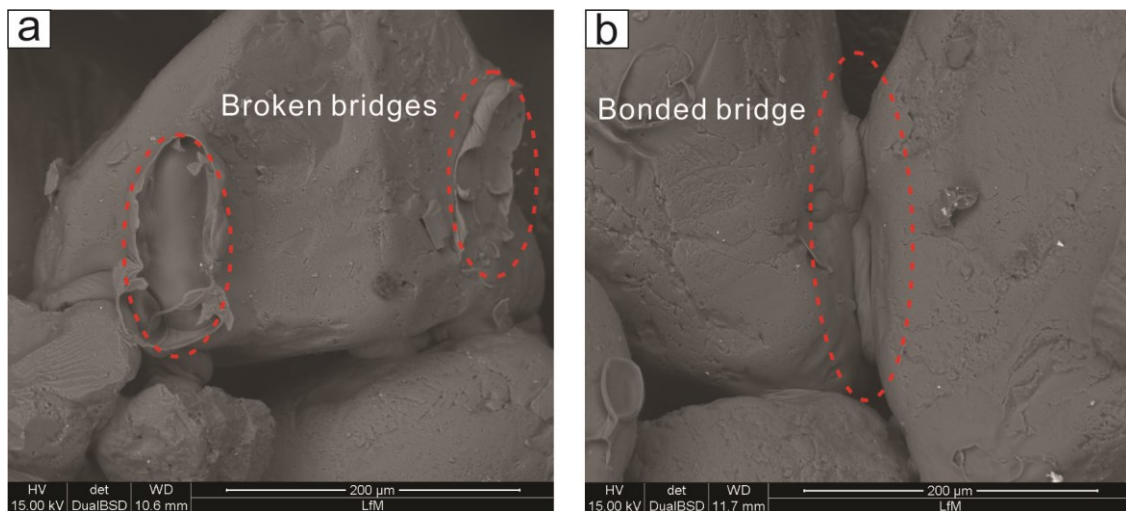 a
Broken bridges
HV
det
WD
200 µm
15.00 kV
DualBSD
10.6 mm
LfM
b
Bonded bridge
HV
det
WD
200 µm
15.00 kV
DualBSD
11.7 mm
LfM